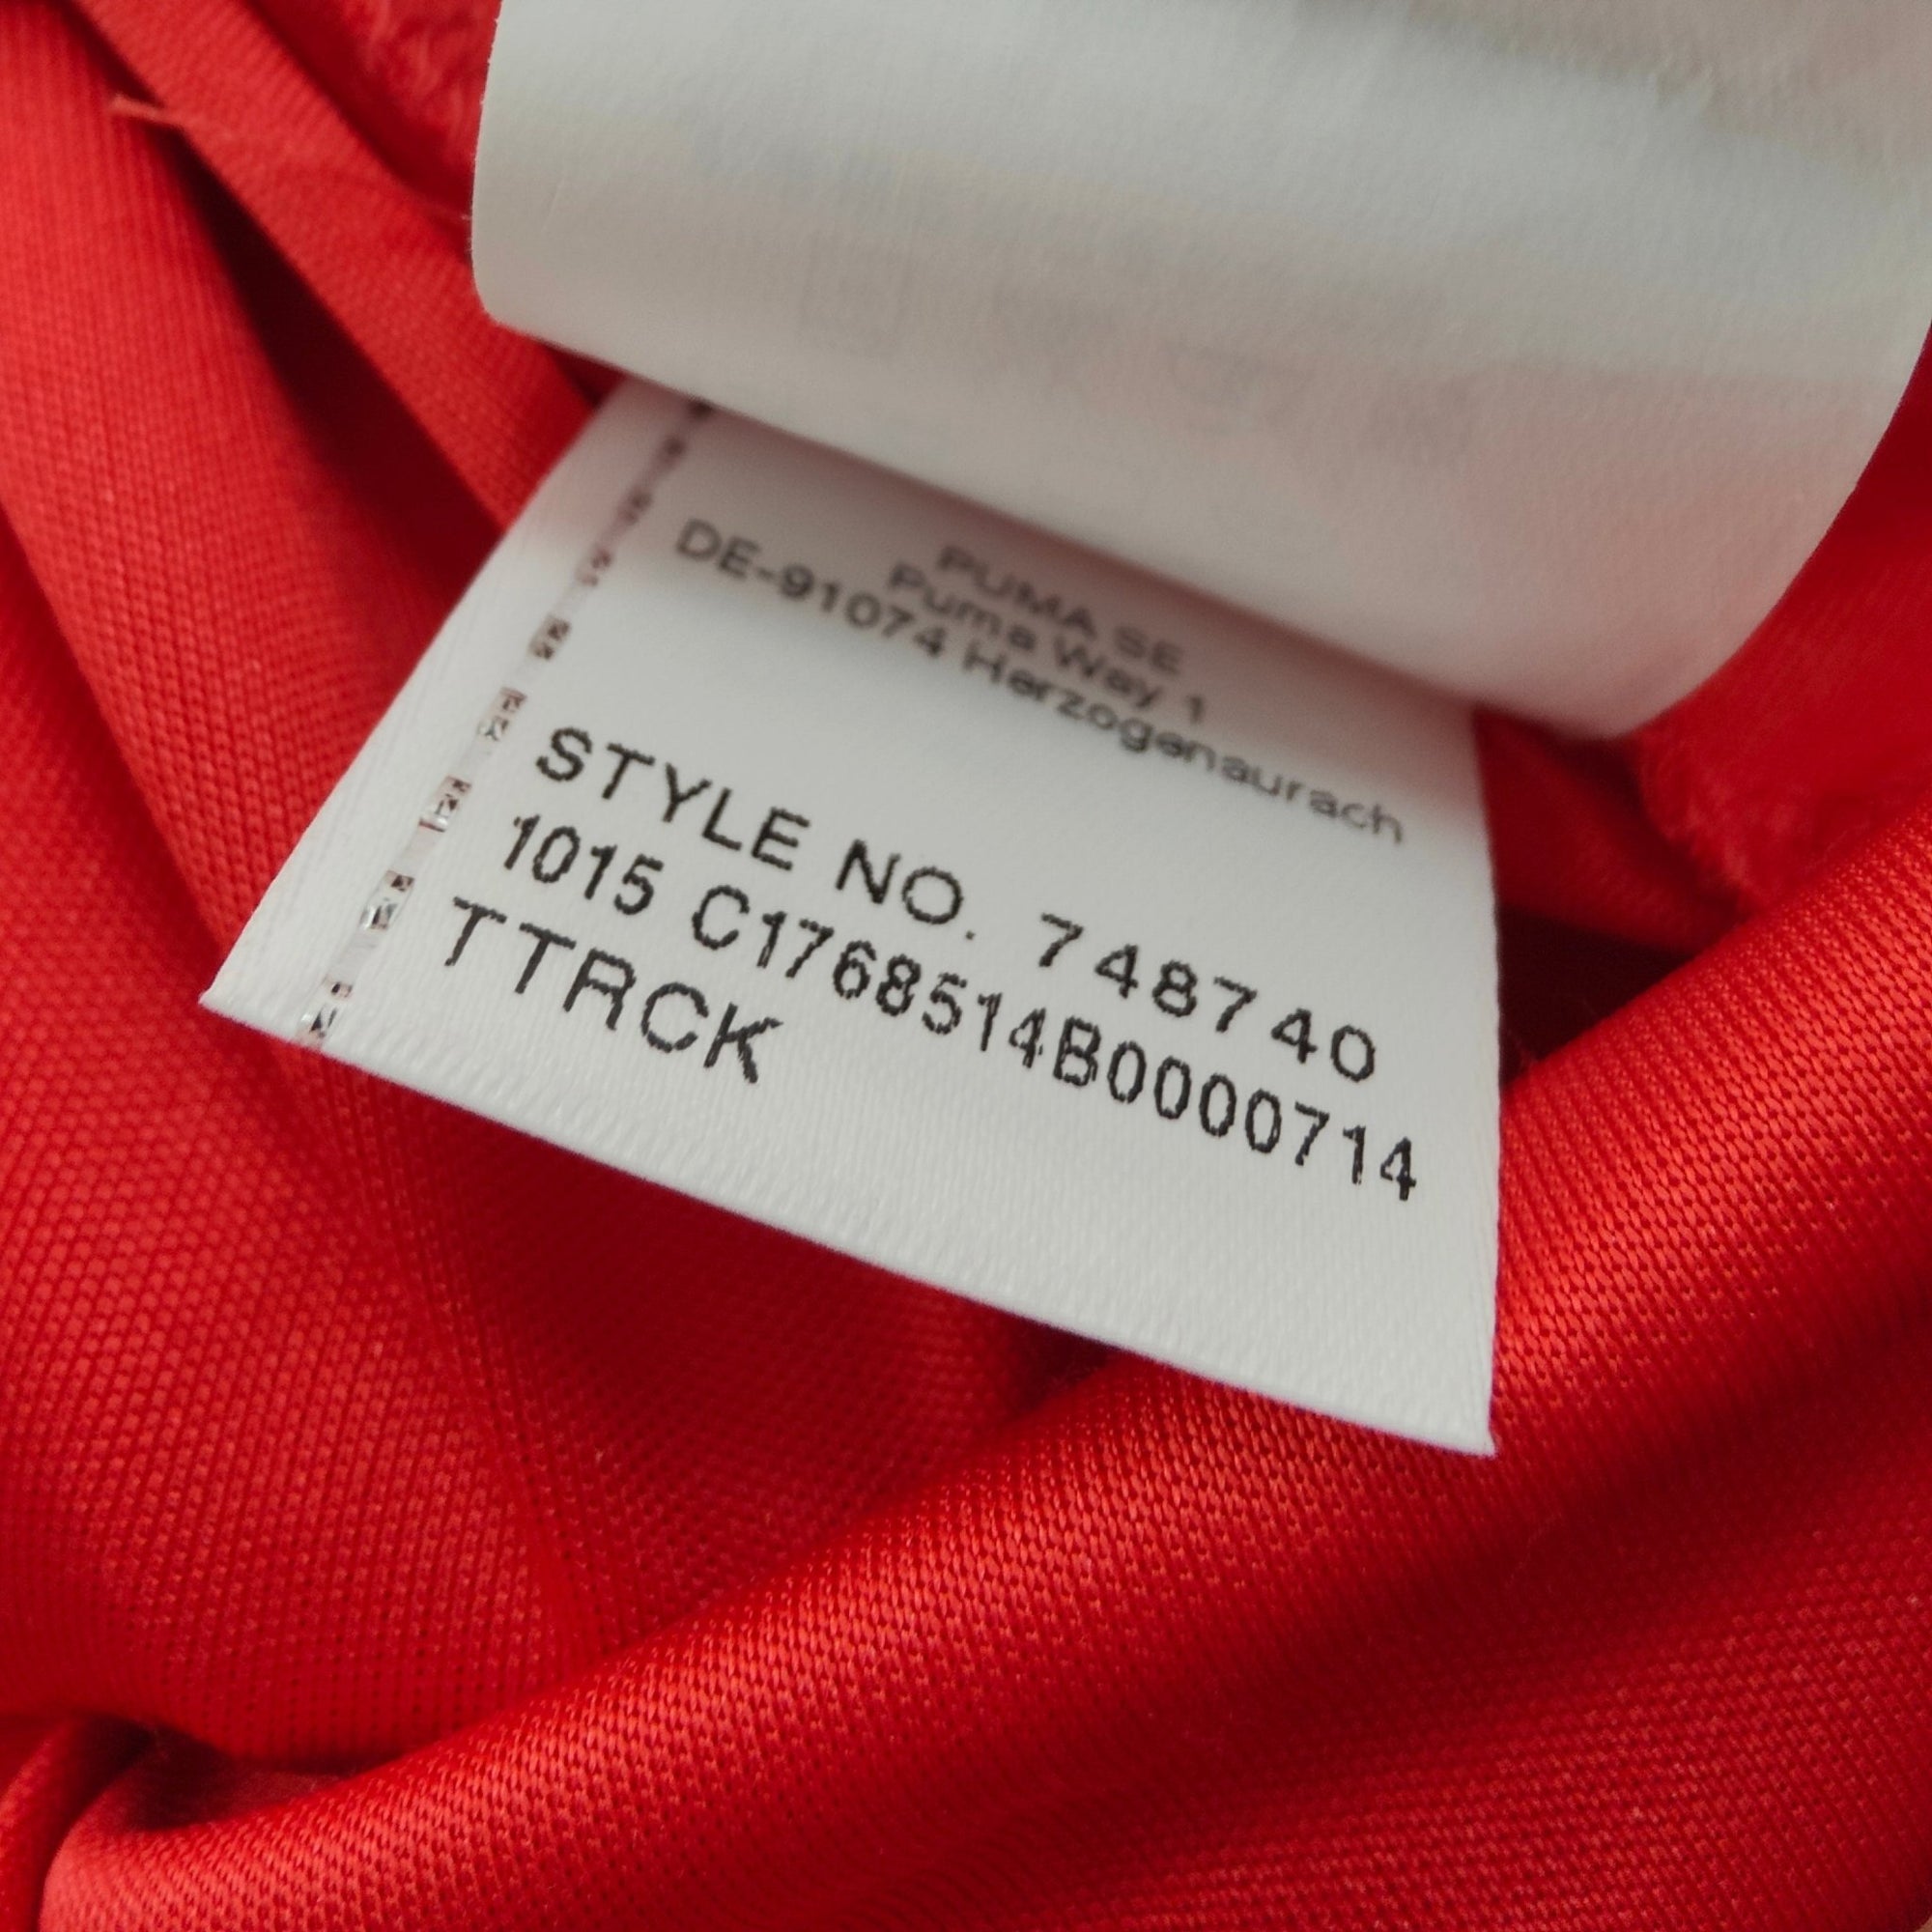 PUMA SE
Puma Way 1
DE-91074 Herzogenaurach
STYLE NO. 748740
1015 C1768514B0000714
TTRCK